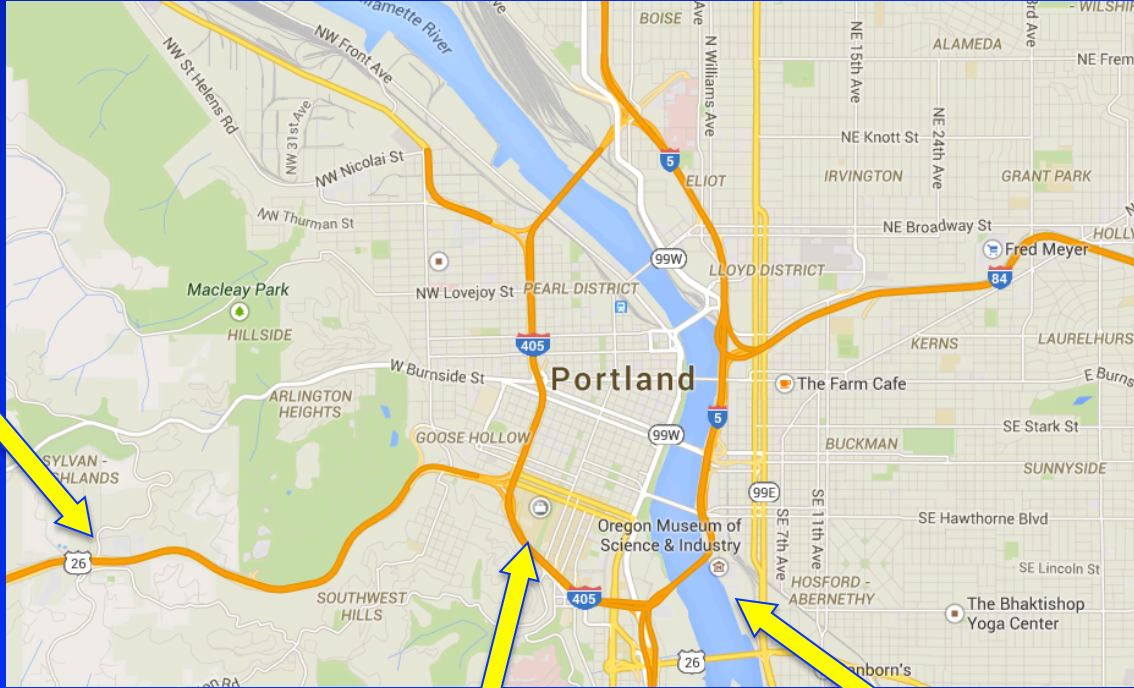 Willamette River
BOISE
- WILSHIR
NW Front Ave
N Williams Ave
NE 15th Ave
ALAMEDA
NE Frem
NW St Helens Rd
NW 31st Ave
NE 24th Ave
NE Knott St
NW Nicolai St
5
ELIOT
IRVINGTON
GRANT PARK
NW Thurman St
NE Broadway St
HOLLY
99W
Fred Meyer
LLOYD DISTRICT
84
Macleay Park
NW Lovejoy St
PEARL DISTRICT
HILLSIDE
405
KERNS
LAURELHURS
W Burnside St
Portland
The Farm Cafe
E Burns
ARLINGTON
HEIGHTS
5
SE Stark St
GOOSE HOLLOW
99W
BUCKMAN
SYLVAN -
GHLANDS
SUNNYSIDE
99E
SE 7th Ave
SE 11th Ave
Oregon Museum of
Science & Industry
SE Hawthorne Blvd
26
SE Lincoln St
SOUTHWEST
HILLS
405
HOSFORD -
ABERNETHY
The Bhaktishop
Yoga Center
26
anborn's